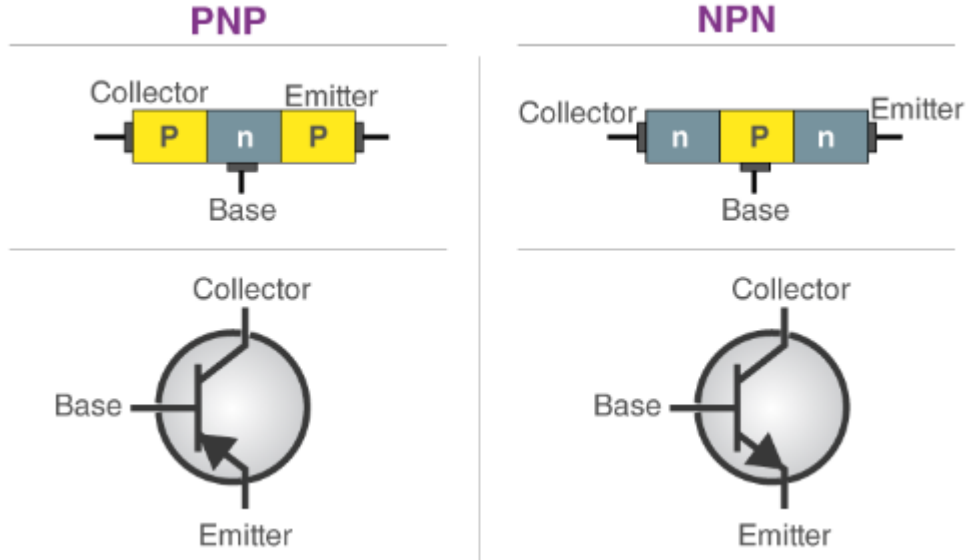 PNP
Collector
Emitter
P
n
P
Base
Collector
Base
Emitter
NPN
Collector
Emitter
n
P
n
Base
Collector
Base
Emitter